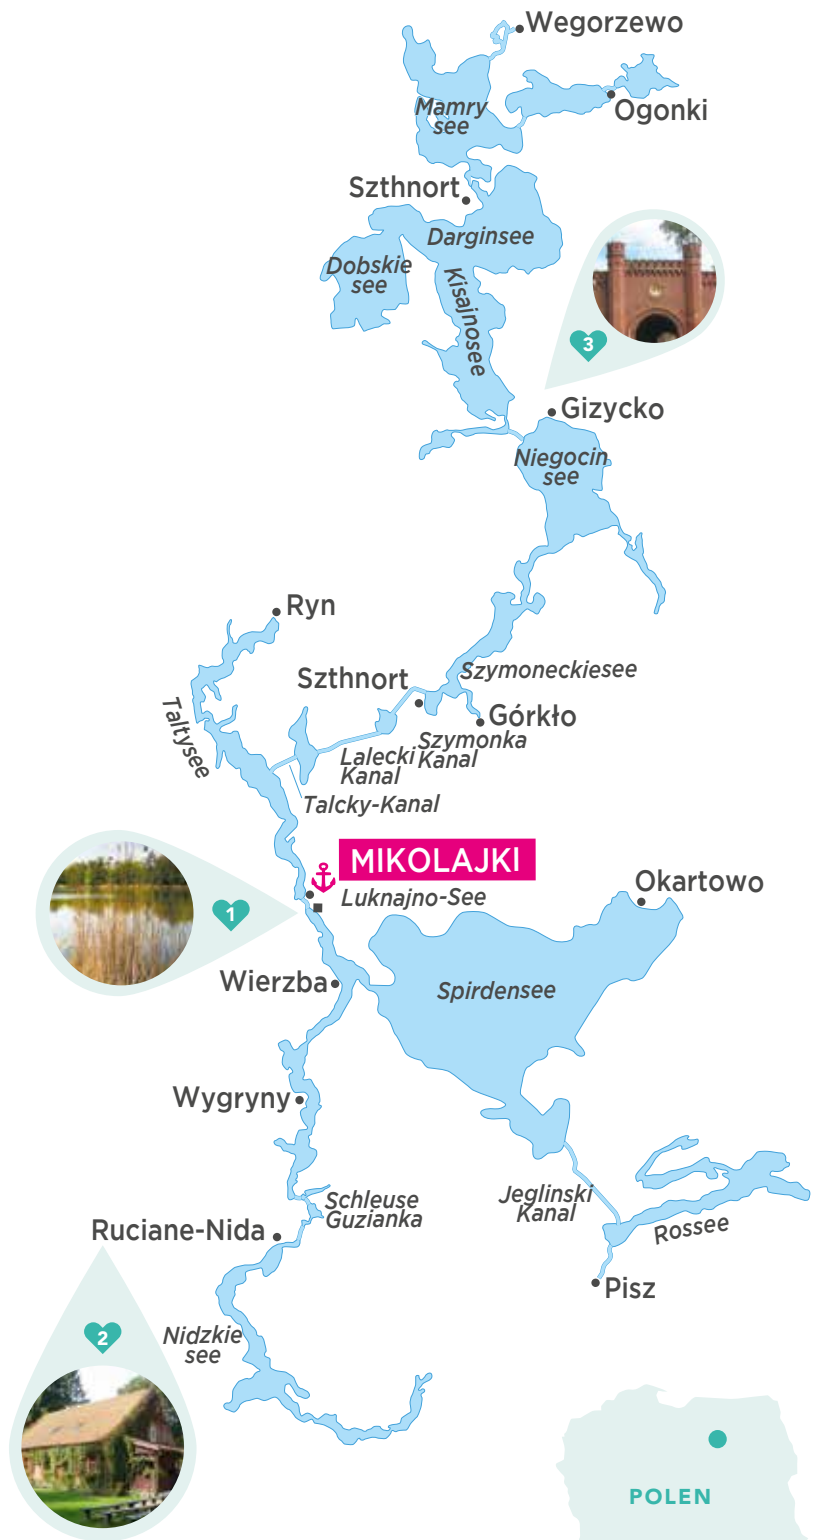 Wegorzewo
Mamry
see
Ogonki
Szthnort
Darginsee
Dobskie
see
Kisajnosee
3
Gizycko
Niegocin
see
Ryn
Szymoneckiesee
Szthnort
Taltysee
Górkło
Szymonka
Kanal
Lalecki
Kanal
Talcky-Kanal
MIKOLAJKI
Luknajno-See
Okartowo
1
Wierzba
Spirdensee
Wygryny
Schleuse
Guzianka
Jeglinski
Kanal
Ruciane-Nida
Rossee
Pisz
2
Nidzkie
see
POLEN